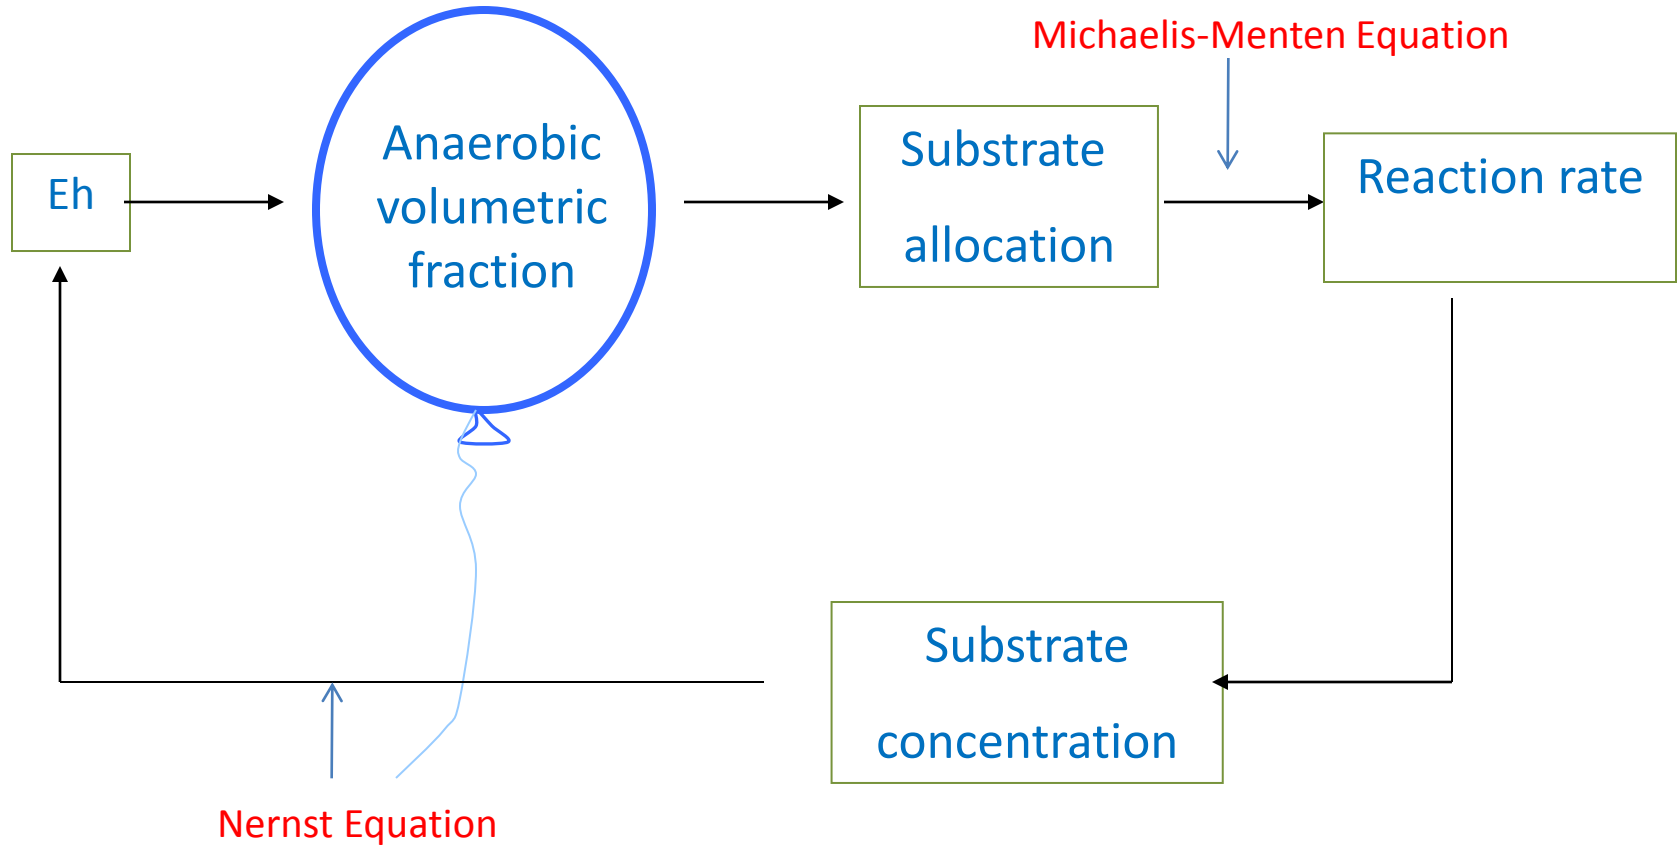 Michaelis-Menten Equation
Eh
Anaerobic
volumetric
fraction
Substrate
allocation
Reaction rate
Substrate
concentration
Nernst Equation